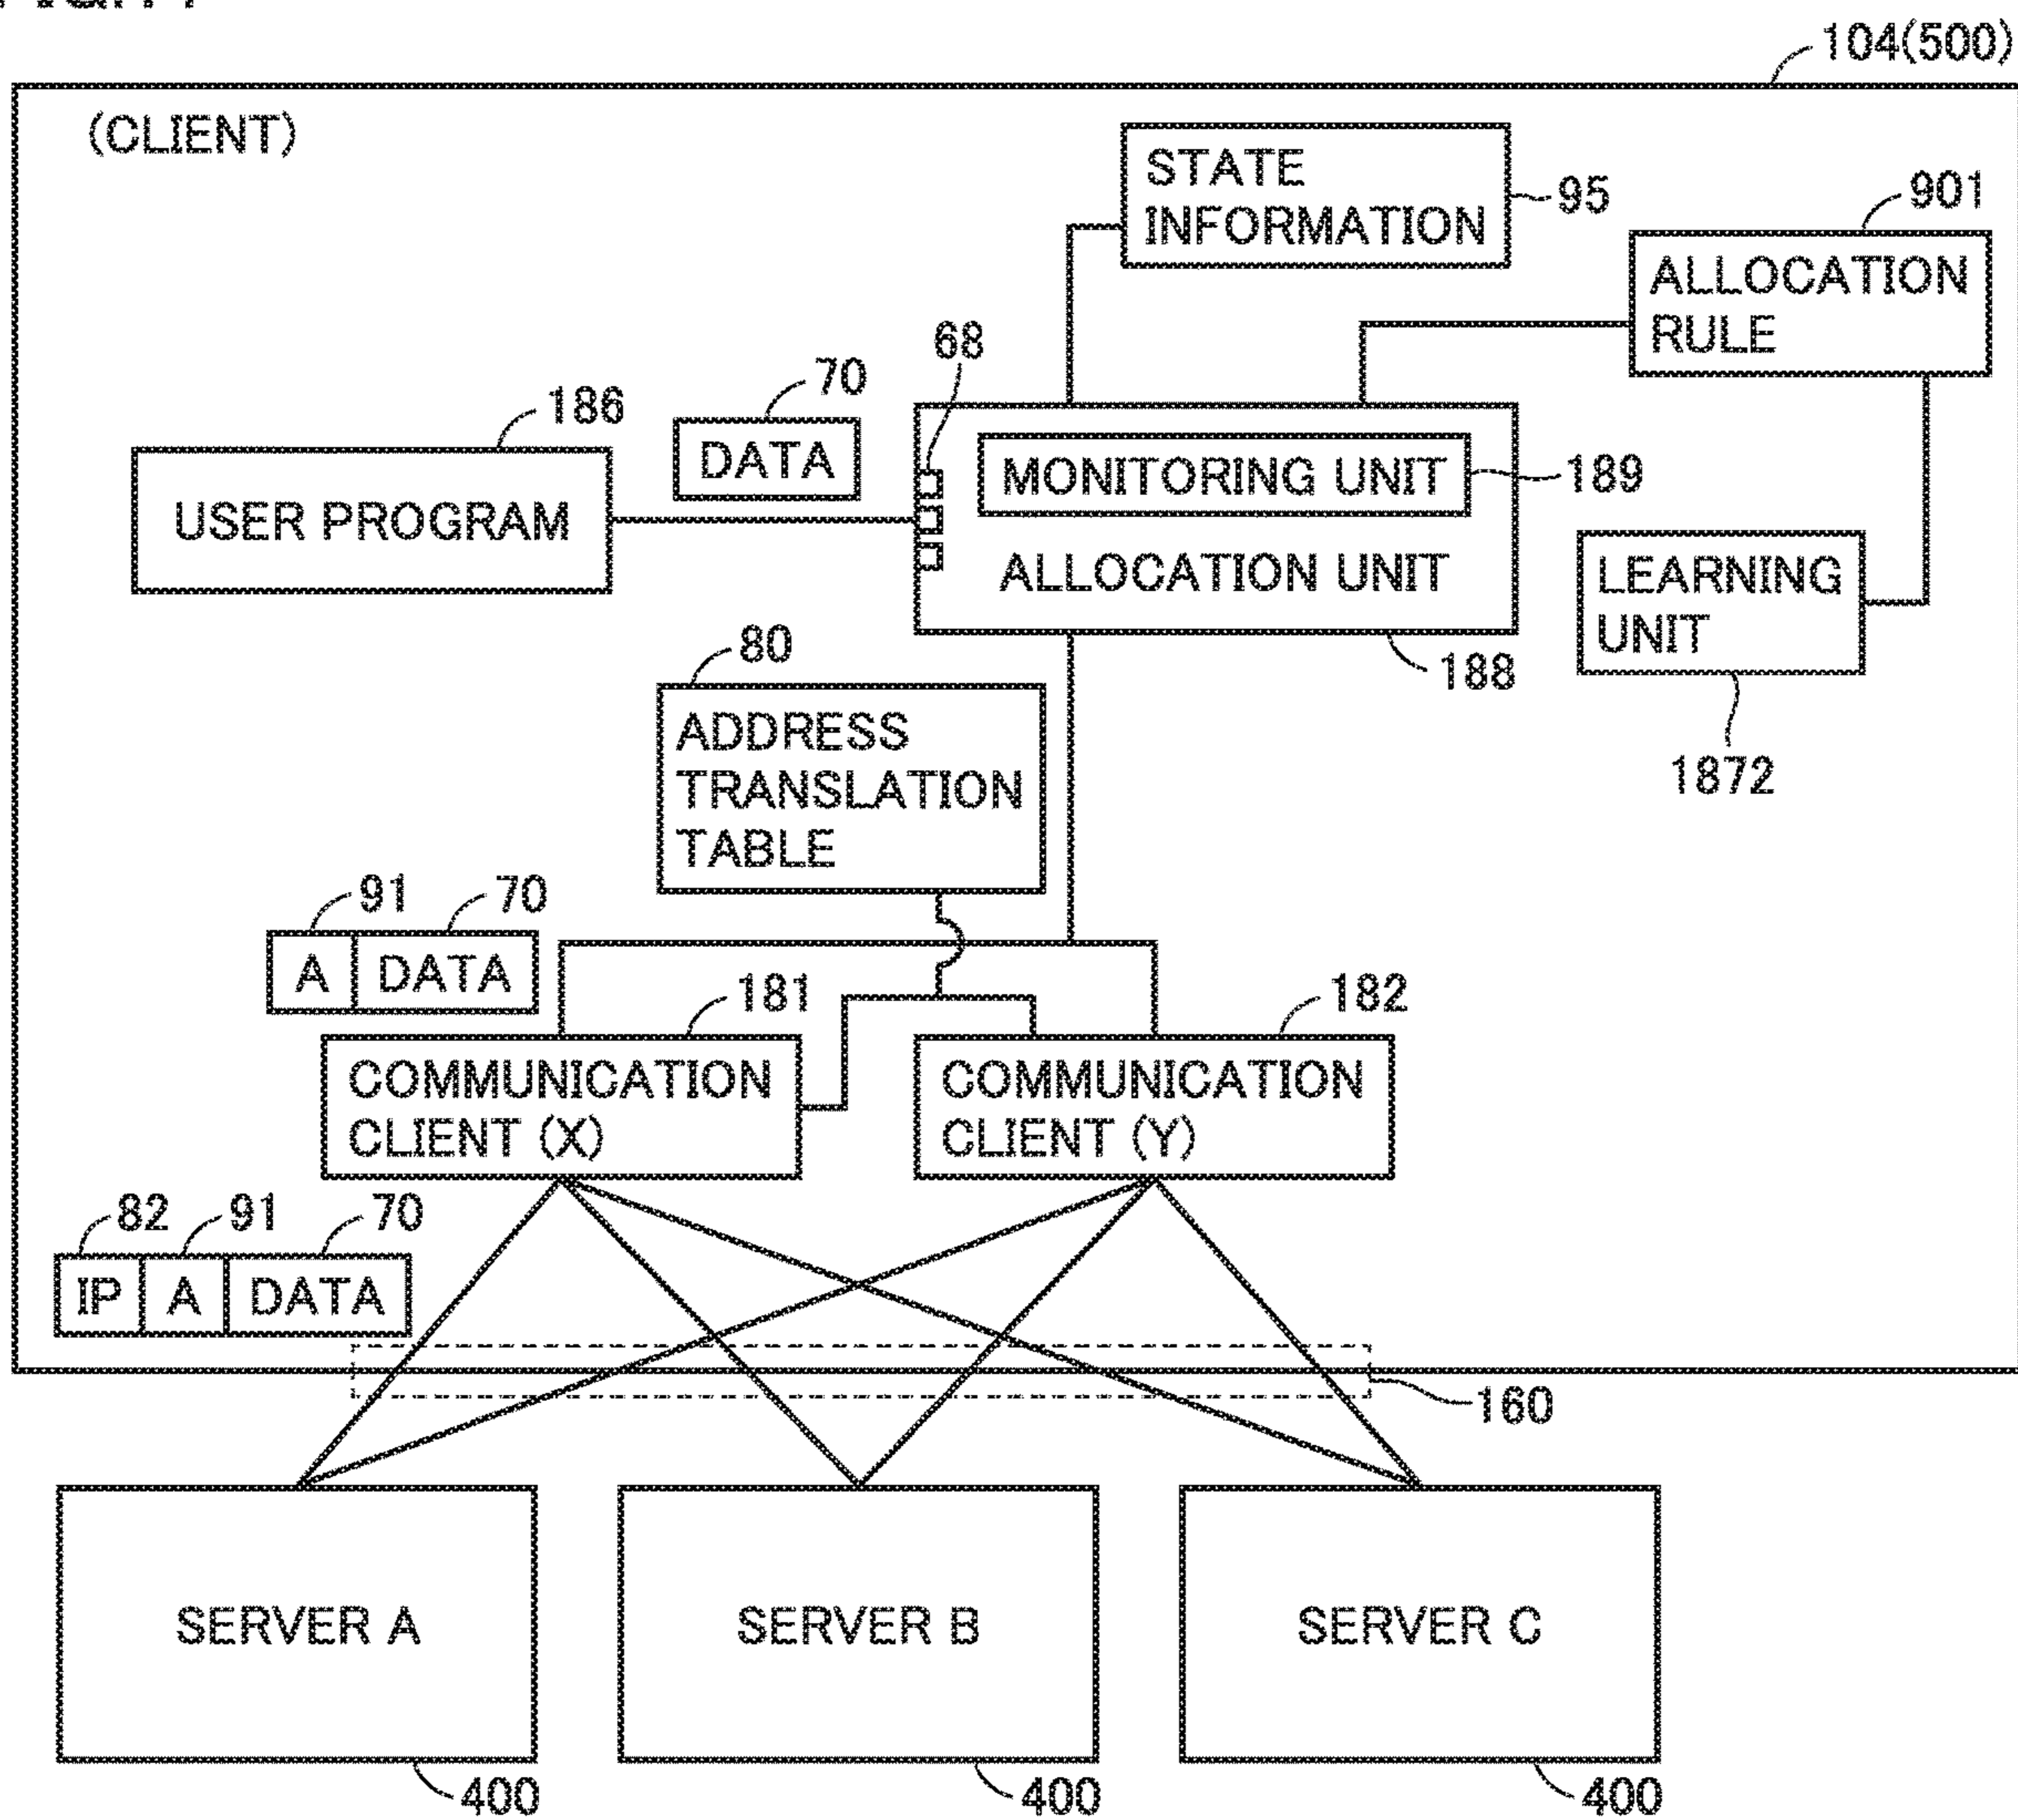 104(500)
(CLIENT)
STATE
INFORMATION
95
901
ALLOCATION
RULE
68
70
186
DATA
MONITORING UNIT
189
USER PROGRAM
ALLOCATION UNIT
LEARNING
UNIT
80
188
ADDRESS
TRANSLATION
TABLE
1872
91
70
A
DATA
181
182
COMMUNICATION
CLIENT (X)
COMMUNICATION
CLIENT (Y)
82
91
70
IP
A
DATA
160
SERVER A
SERVER B
SERVER C
400
400
400